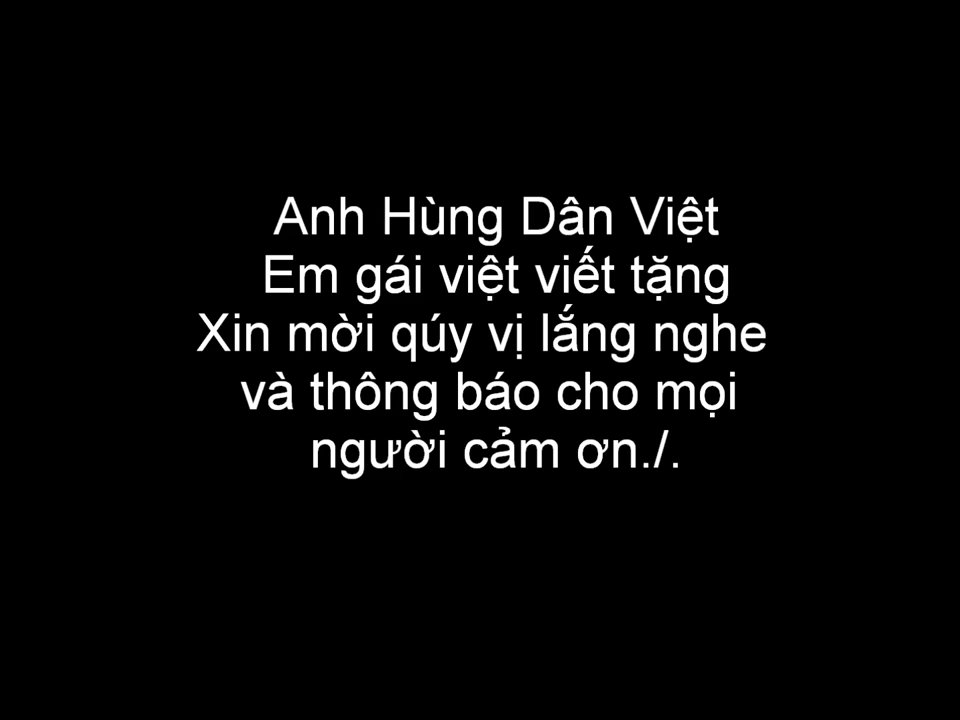 Anh Hùng Dân Việt
Em gái việt viết tặng
Xin mời qúy vị lắng nghe
và thông báo cho mọi
người cảm ơn./.